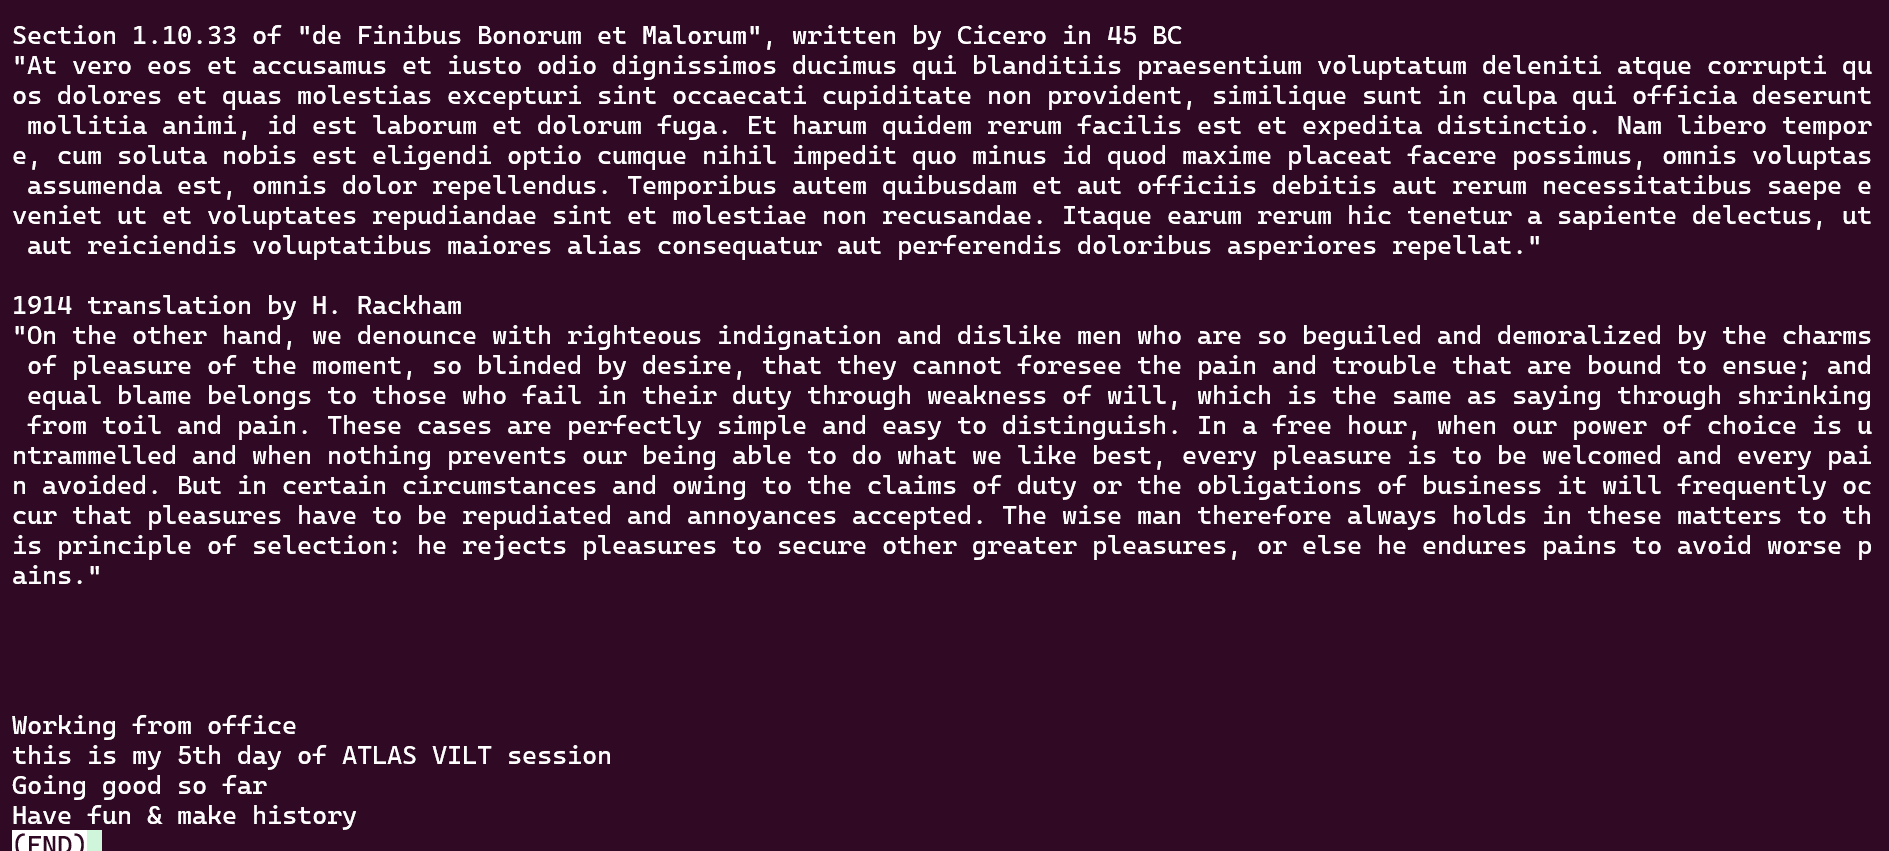 Section 1.10.33 of "de Finibus Bonorum et Malorum", written by Cicero in 45 BC
"At vero eos et accusamus et iusto odio dignissimos ducimus qui blanditiis praesentium voluptatum deleniti atque corrupti qu
os dolores et quas molestias excepturi sint occaecati cupiditate non provident, similique sunt in culpa qui officia deserunt
 mollitia animi, id est laborum et dolorum fuga. Et harum quidem rerum facilis est et expedita distinctio. Nam libero tempor
e, cum soluta nobis est eligendi optio cumque nihil impedit quo minus id quod maxime placeat facere possimus, omnis voluptas
 assumenda est, omnis dolor repellendus. Temporibus autem quibusdam et aut officiis debitis aut rerum necessitatibus saepe e
veniet ut et voluptates repudiandae sint et molestiae non recusandae. Itaque earum rerum hic tenetur a sapiente delectus, ut
 aut reiciendis voluptatibus maiores alias consequatur aut perferendis doloribus asperiores repellat."
1914 translation by H. Rackham
"On the other hand, we denounce with righteous indignation and dislike men who are so beguiled and demoralized by the charms
 of pleasure of the moment, so blinded by desire, that they cannot foresee the pain and trouble that are bound to ensue; and
 equal blame belongs to those who fail in their duty through weakness of will, which is the same as saying through shrinking
 from toil and pain. These cases are perfectly simple and easy to distinguish. In a free hour, when our power of choice is u
ntrammelled and when nothing prevents our being able to do what we like best, every pleasure is to be welcomed and every pai
n avoided. But in certain circumstances and owing to the claims of duty or the obligations of business it will frequently oc
cur that pleasures have to be repudiated and annoyances accepted. The wise man therefore always holds in these matters to th
is principle of selection: he rejects pleasures to secure other greater pleasures, or else he endures pains to avoid worse p
ains."
Working from office
this is my 5th day of ATLAS VILT session
Going good so far
Have fun & make history
(END)